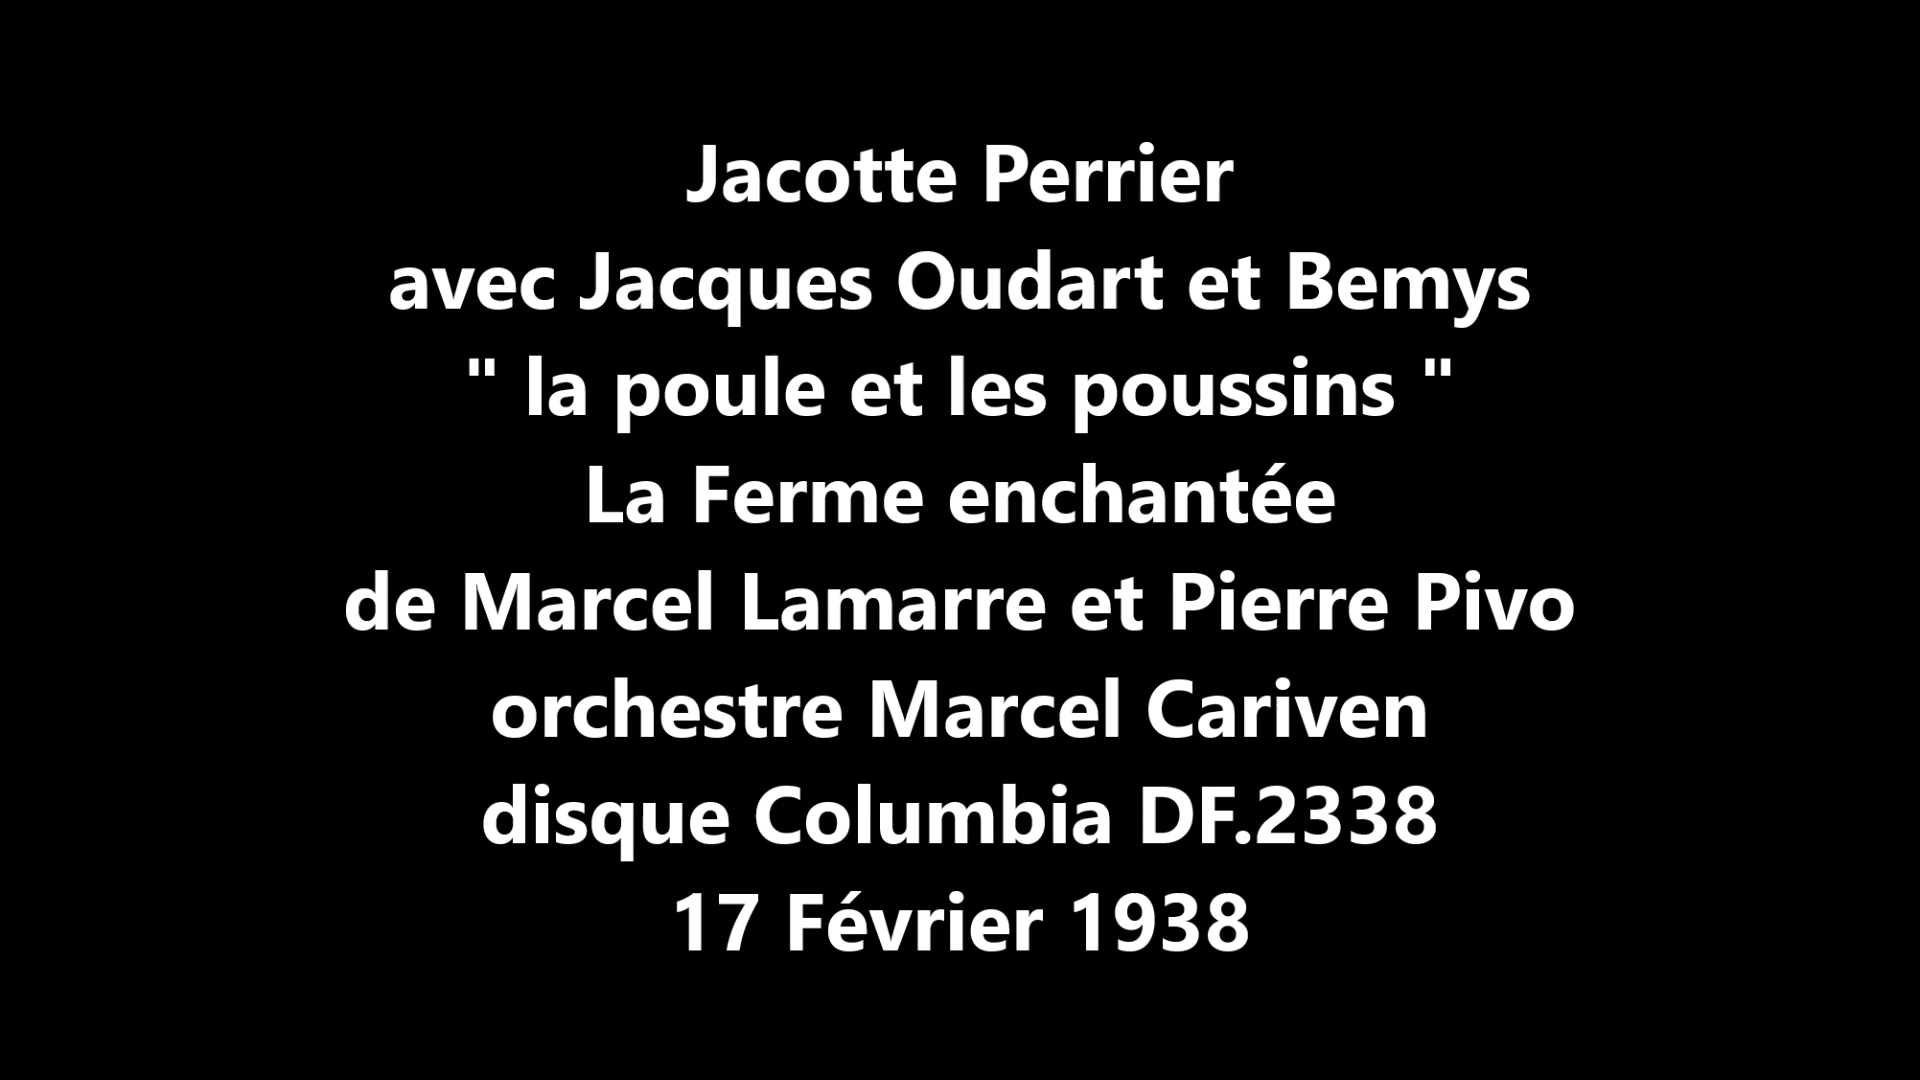 Jacotte Perrier
avec Jacques Oudart et Bemys
" la poule et les poussins "
La Ferme enchantée
de Marcel Lamarre et Pierre Pivo
orchestre Marcel Cariven
disque Columbia DF.2338
17 Février 1938